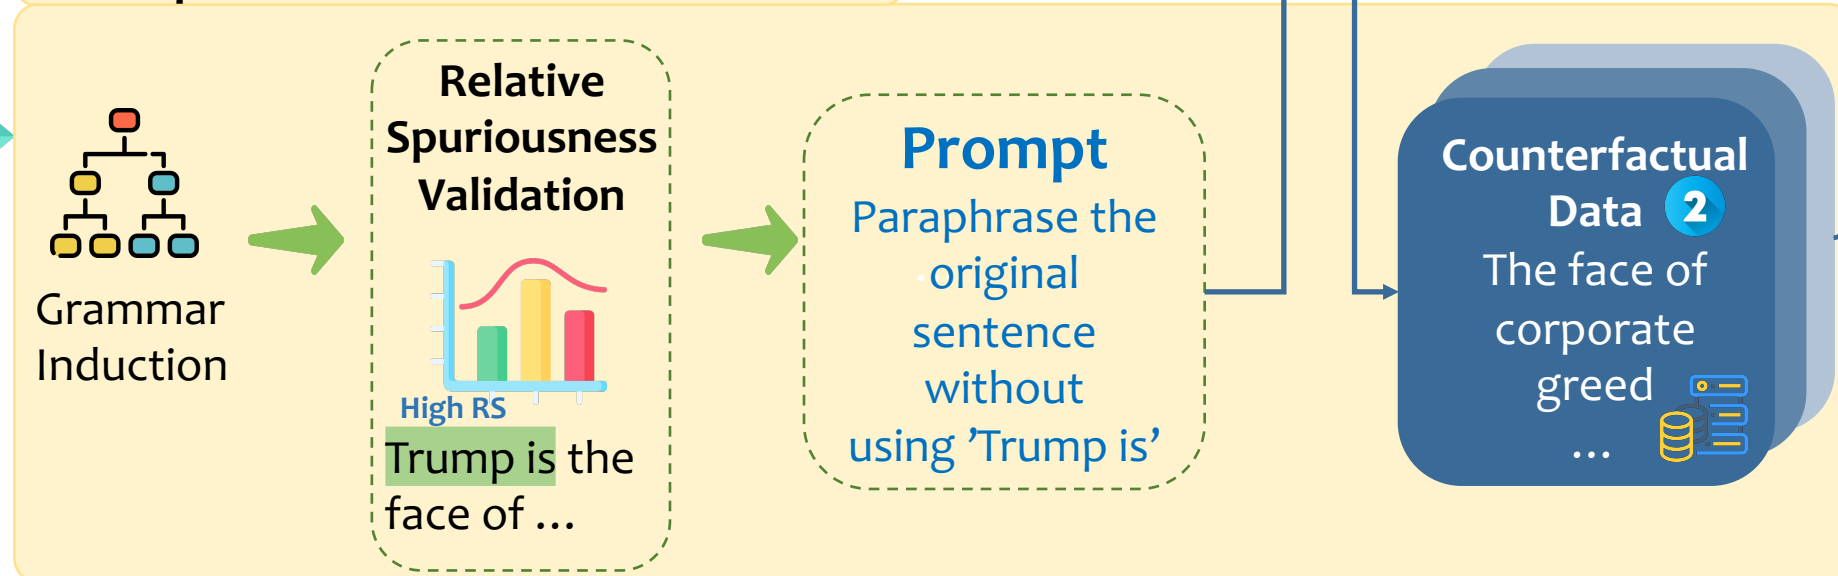 Grammar
Induction
Relative
Spuriousness
Validation
High RS
Trump is the
face of ...
Prompt
Paraphrase the
original
sentence
without
using ’Trump is’
Counterfactual
Data 2
The face of
corporate
greed
...